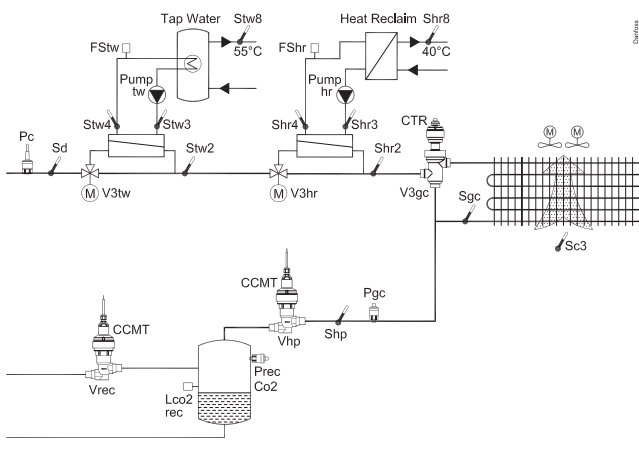 Tap Water
Stw8
Heat Reclaim
Shr8
Danfoss
FStw
55°C
FShr
40°C
Pump
tw
Pump
hr
CTR
Stw4
Stw3
Shr4
Shr3
Pc
Sd
Stw2
Shr2
M
M
M
V3tw
M
V3hr
V3gc
Sgc
Sc3
CCMT
Pgc
CCMT
Vhp
Shp
Vrec
Prec
Co2
Lco2
rec